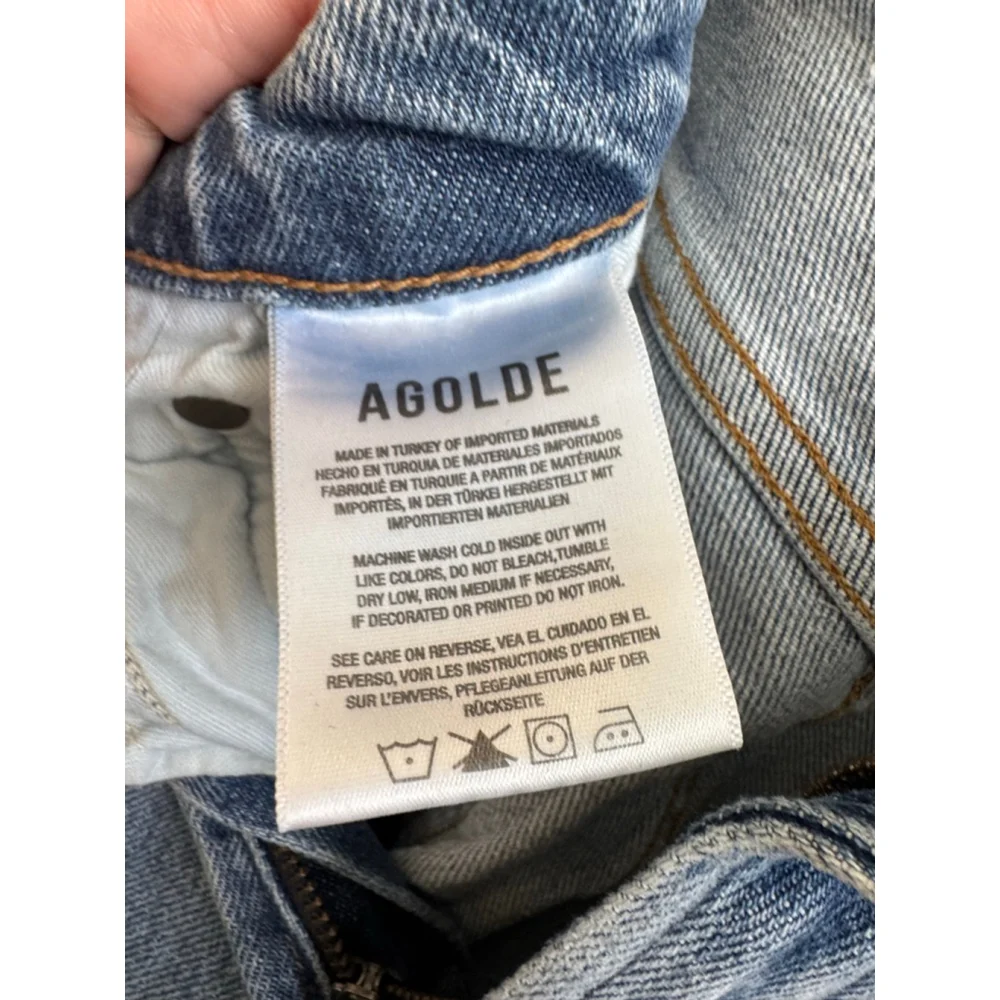 AGOLDE
MADE IN TURKEY OF IMPORTED MATERIALS
HECHO EN TURQUIA DE MATERIALES IMPORTADOS
FABRIQUÉ EN TURQUIE A PARTIR DE MATÉRIAUX
IMPORTÉS, IN DER TÜRKEI HERGESTELLT MIT
IMPORTIERTEN MATERIALIEN
MACHINE WASH COLD INSIDE OUT WITH
LIKE COLORS, DO NOT BLEACH,TUMBLE
DRY LOW, IRON MEDIUM IF NECESSARY,
IF DECORATED OR PRINTED DO NOT IRON.
SEE CARE ON REVERSE, VEA EL CUIDADO EN EL
REVERSO, VOIR LES INSTRUCTIONS D'ENTRETIEN
SUR L'ENVERS, PFLEGEANLEITUNG AUF DER
RÜCKSEITE